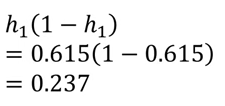 h₁(1 − h₁)
= 0.615(1 − 0.615)
= 0.237